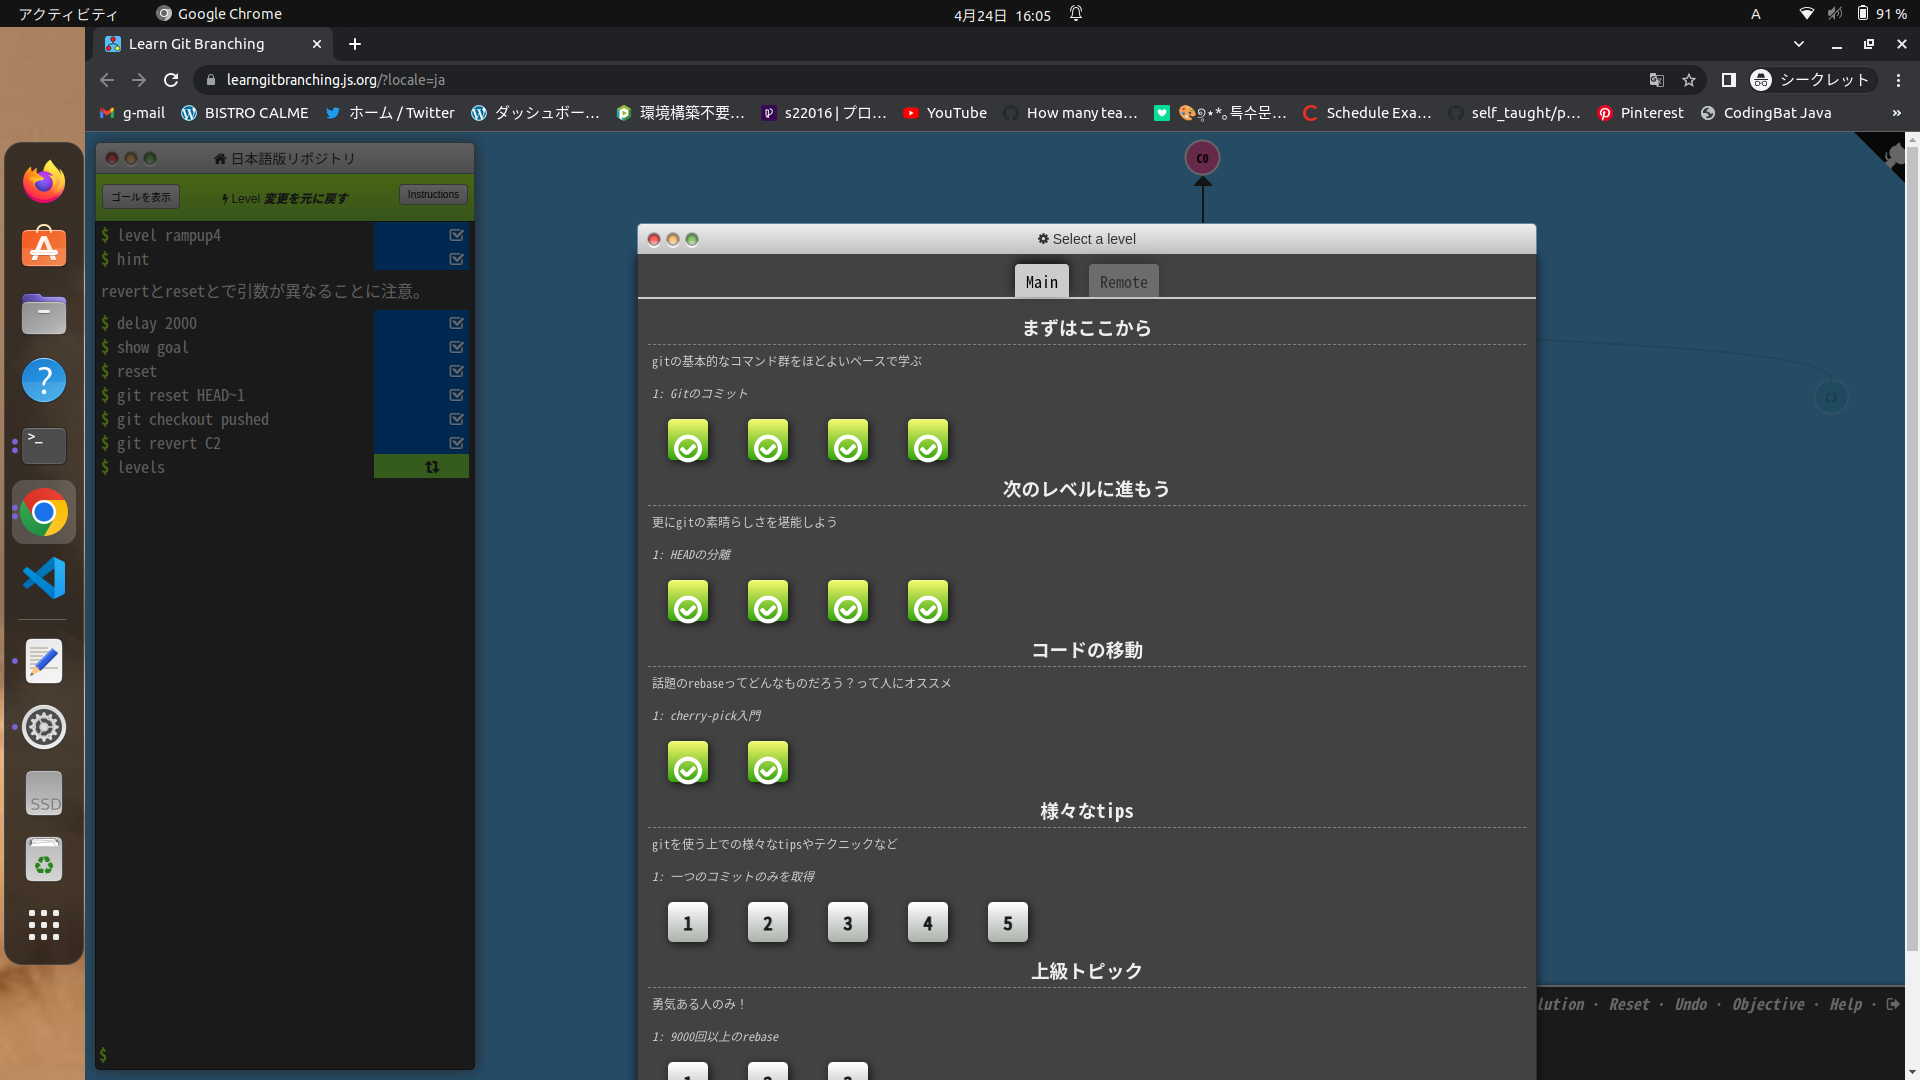 アクティビティ
Google Chrome
4月24日 16:05
A
91 %
Learn Git Branching
learngitbranching.js.org/?locale=ja
シークレット
g-mail
BISTRO CALME
ホーム / Twitter
ダッシュボー…
環境構築不要…
s22016 | プロ…
YouTube
How many tea…
🎨୨⋆*｡특수문…
Schedule Exa…
self_taught/p…
Pinterest
CodingBat Java
»
日本語版リポジトリ
ゴールを表示
Level 変更を元に戻す
Instructions
$ level rampup4
$ hint
revertとresetとで引数が異なることに注意。
$ delay 2000
$ show goal
$ reset
$ git reset HEAD~1
$ git checkout pushed
$ git revert C2
$ levels
$
C0
Select a level
Main
Remote
まずはここから
gitの基本的なコマンド群をほどよいペースで学ぶ
1: Gitのコミット
次のレベルに進もう
更にgitの素晴らしさを堪能しよう
1: HEADの分離
コードの移動
話題のrebaseってどんなものだろう？って人にオススメ
1: cherry-pick入門
様々なtips
gitを使う上での様々なtipsやテクニックなど
1: 一つのコミットのみを取得
1 2 3 4 5
上級トピック
勇気ある人のみ！
1: 9000回以上のrebase
1 2 3
lution · Reset · Undo · Objective · Help ·
SSD